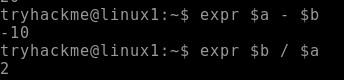 tryhackme@linux1:~$ expr $a - $b
-10
tryhackme@linux1:~$ expr $b / $a
2